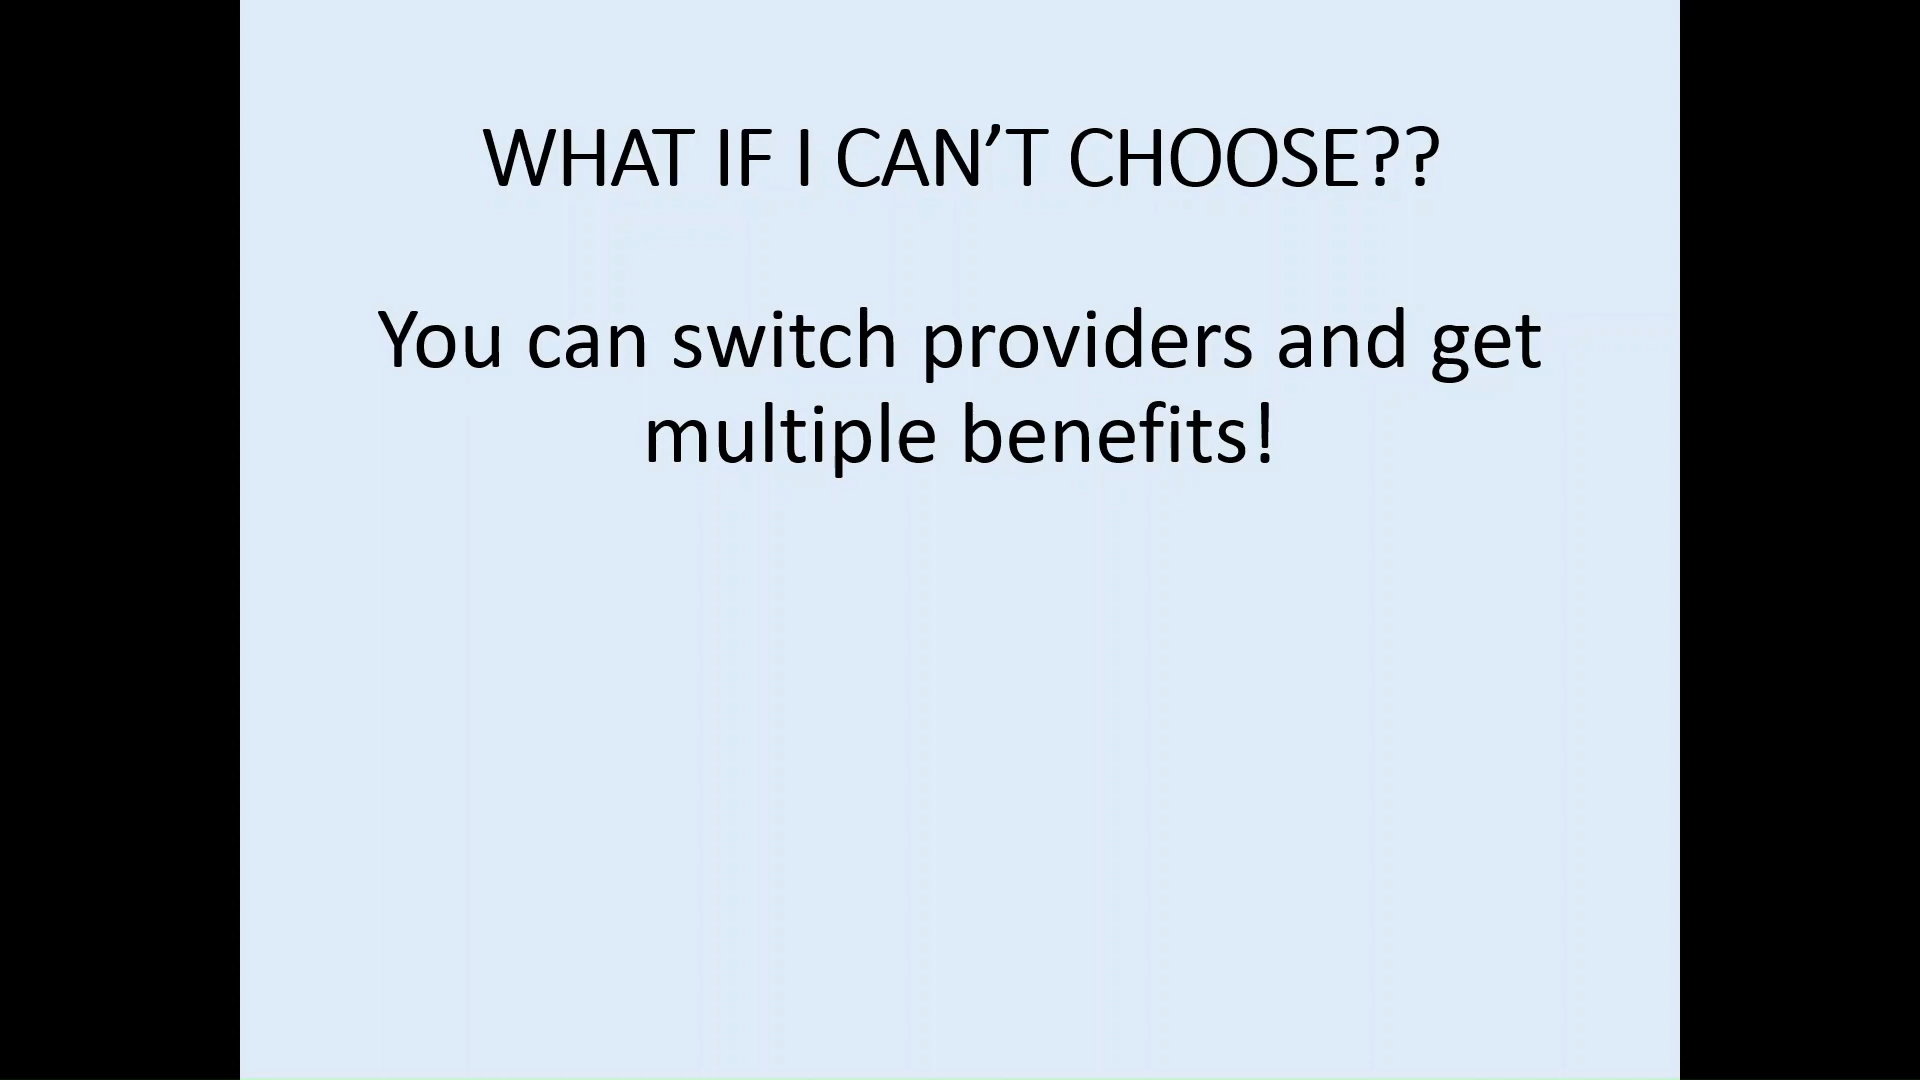 WHAT IF I CAN’T CHOOSE??
You can switch providers and get
multiple benefits!